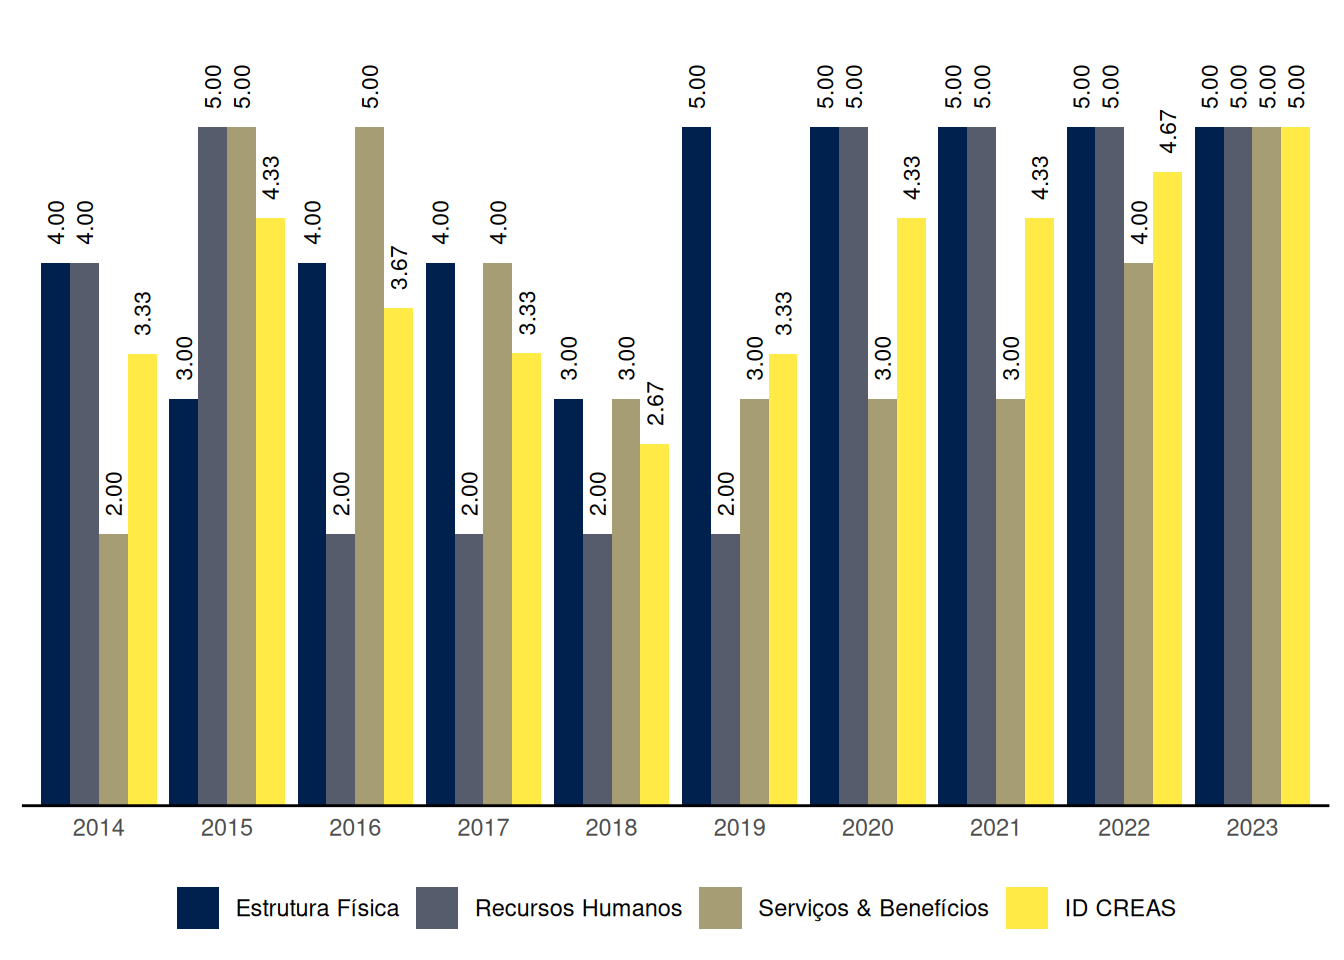 4.00 4.00 2.00 3.33
3.00 5.00 5.00 4.33
4.00 2.00 5.00 3.67
4.00 2.00 4.00 3.33
3.00 2.00 3.00 2.67
5.00 2.00 3.00 3.33
5.00 5.00 3.00 4.33
5.00 5.00 3.00 4.33
5.00 5.00 4.00 4.67
5.00 5.00 5.00 5.00
2014 2015 2016 2017 2018 2019 2020 2021 2022 2023
Estrutura Física Recursos Humanos Serviços & Benefícios ID CREAS